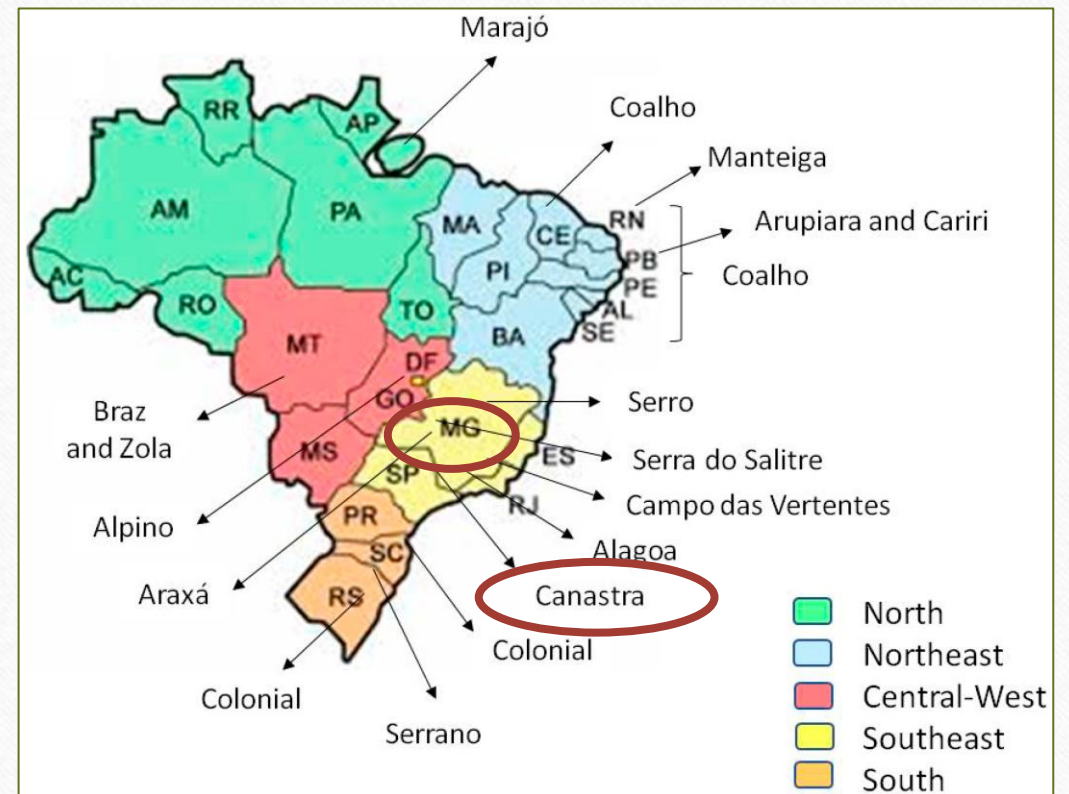 Marajó
Coalho
RR
AP
Manteiga
AM
PA
MA
CE
RN
Arupiara and Cariri
PI
PB
Coalho
AC
RO
TO
PE
AL
SE
BA
MT
DF
GO
Serro
Braz
and Zola
MG
MS
SP
ES
Serra do Salitre
RJ
Campo das Vertentes
PR
Alpino
SC
Alagoa
Araxá
RS
Canastra
Colonial
Colonial
Serrano
North
Northeast
Central-West
Southeast
South